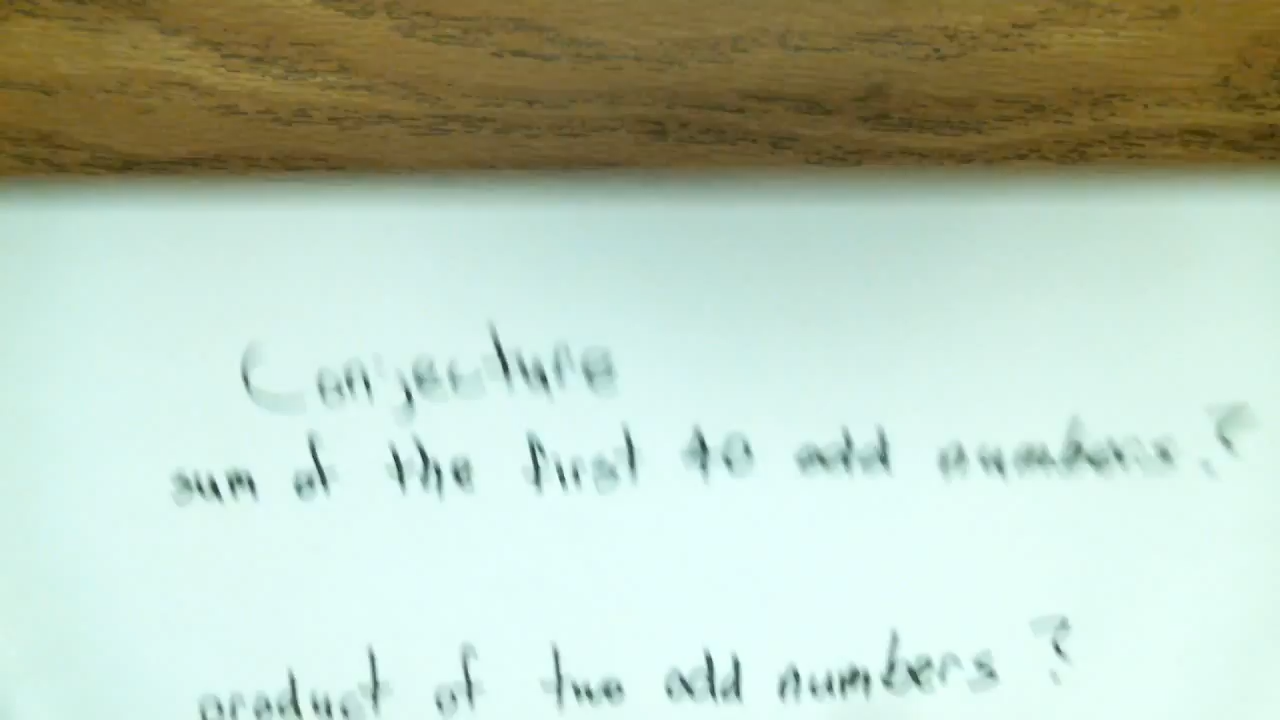 Conjecture
sum of the first 40 odd numbers.?
product of two odd numbers?